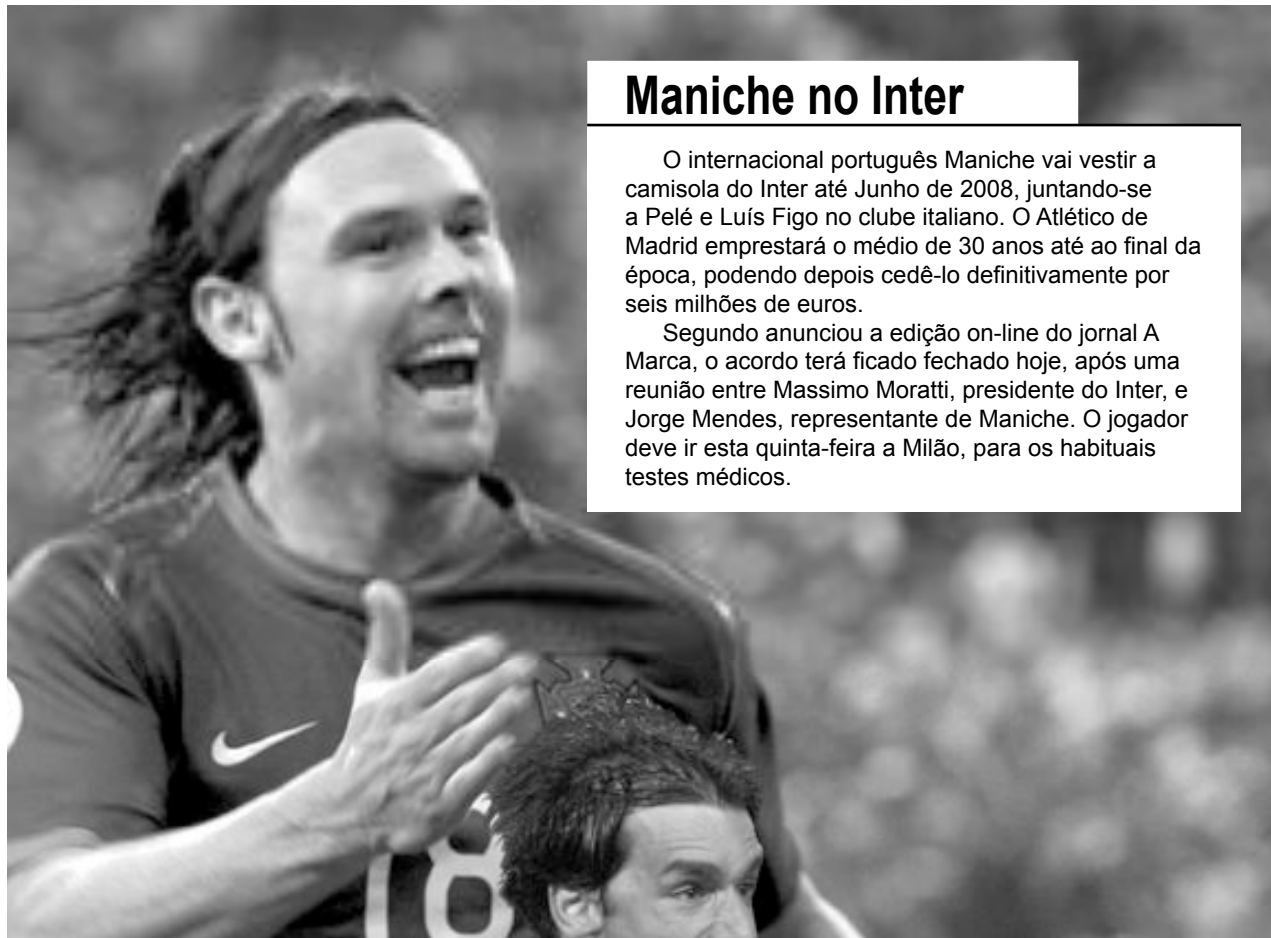 Maniche no Inter
O internacional português Maniche vai vestir a
camisola do Inter até Junho de 2008, juntando-se
a Pelé e Luís Figo no clube italiano. O Atlético de
Madrid emprestará o médio de 30 anos até ao final da
época, podendo depois cedê-lo definitivamente por
seis milhões de euros.
Segundo anunciou a edição on-line do jornal A
Marca, o acordo terá ficado fechado hoje, após uma
reunião entre Massimo Moratti, presidente do Inter, e
Jorge Mendes, representante de Maniche. O jogador
deve ir esta quinta-feira a Milão, para os habituais
testes médicos.
18